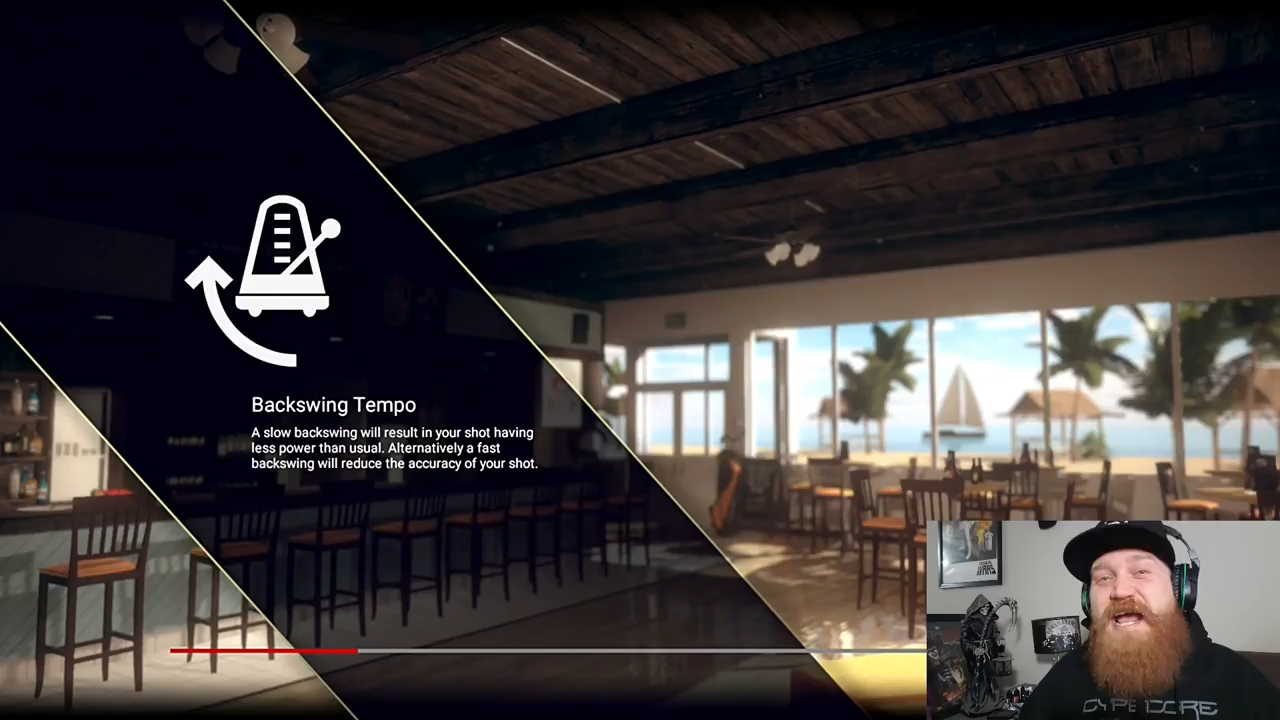 Backswing Tempo
A slow backswing will result in your shot having
less power than usual. Alternatively a fast
backswing will reduce the accuracy of your shot.